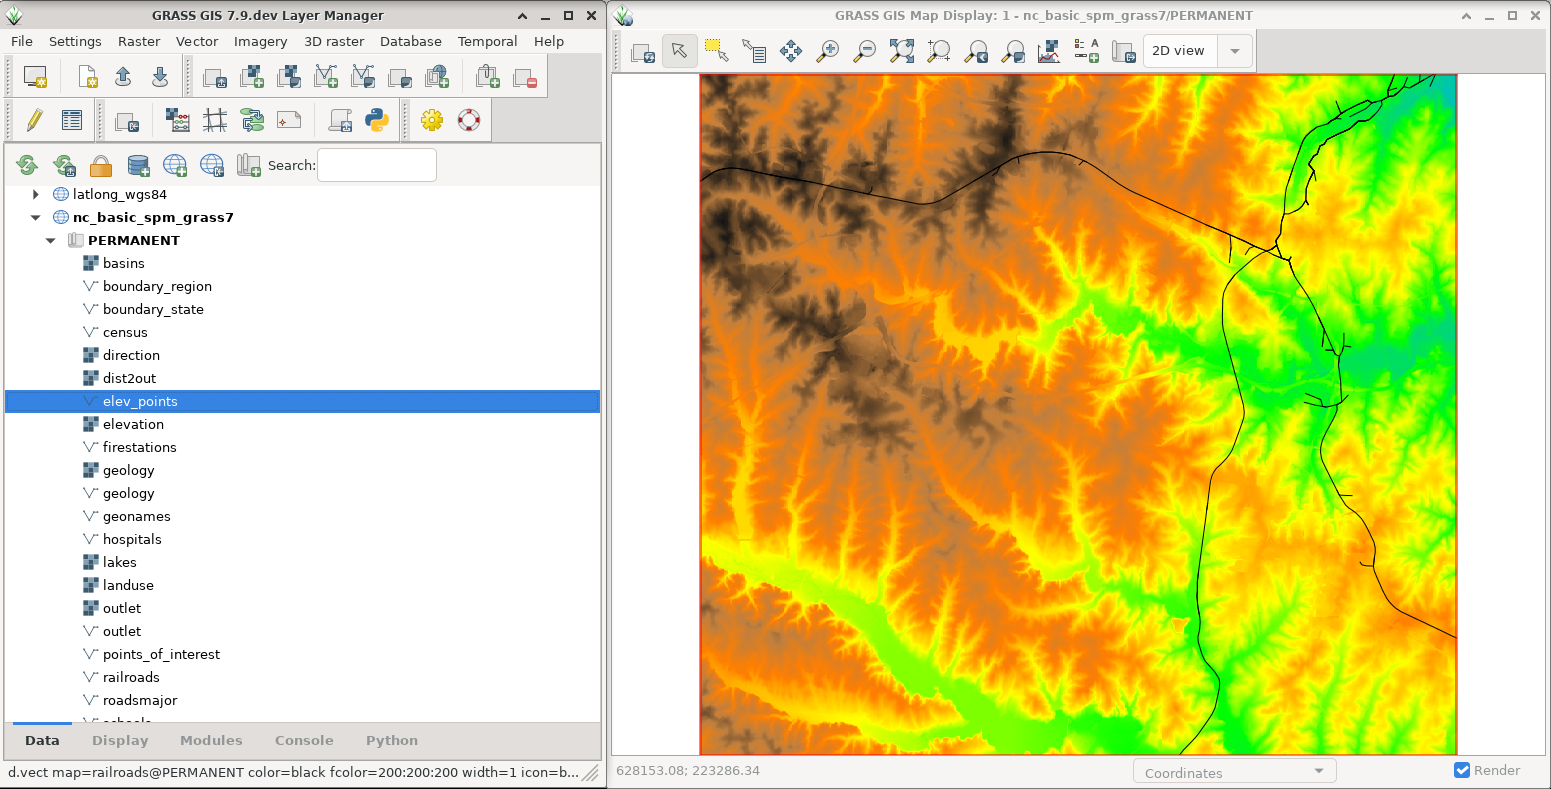 GRASS GIS 7.9.dev Layer Manager
File Settings Raster Vector Imagery 3D raster Database Temporal Help
Search:
latlong_wgs84
nc_basic_spm_grass7
PERMANENT
basins
boundary_region
boundary_state
census
direction
dist2out
elev_points
elevation
firestations
geology
geology
geonames
hospitals
lakes
landuse
outlet
outlet
points_of_interest
railroads
roadsmajor
schools
Data Display Modules Console Python
d.vect map=railroads@PERMANENT color=black fcolor=200:200:200 width=1 icon=b...
GRASS GIS Map Display: 1 - nc_basic_spm_grass7/PERMANENT
A 2D view
628153.08; 223286.34 Coordinates Render